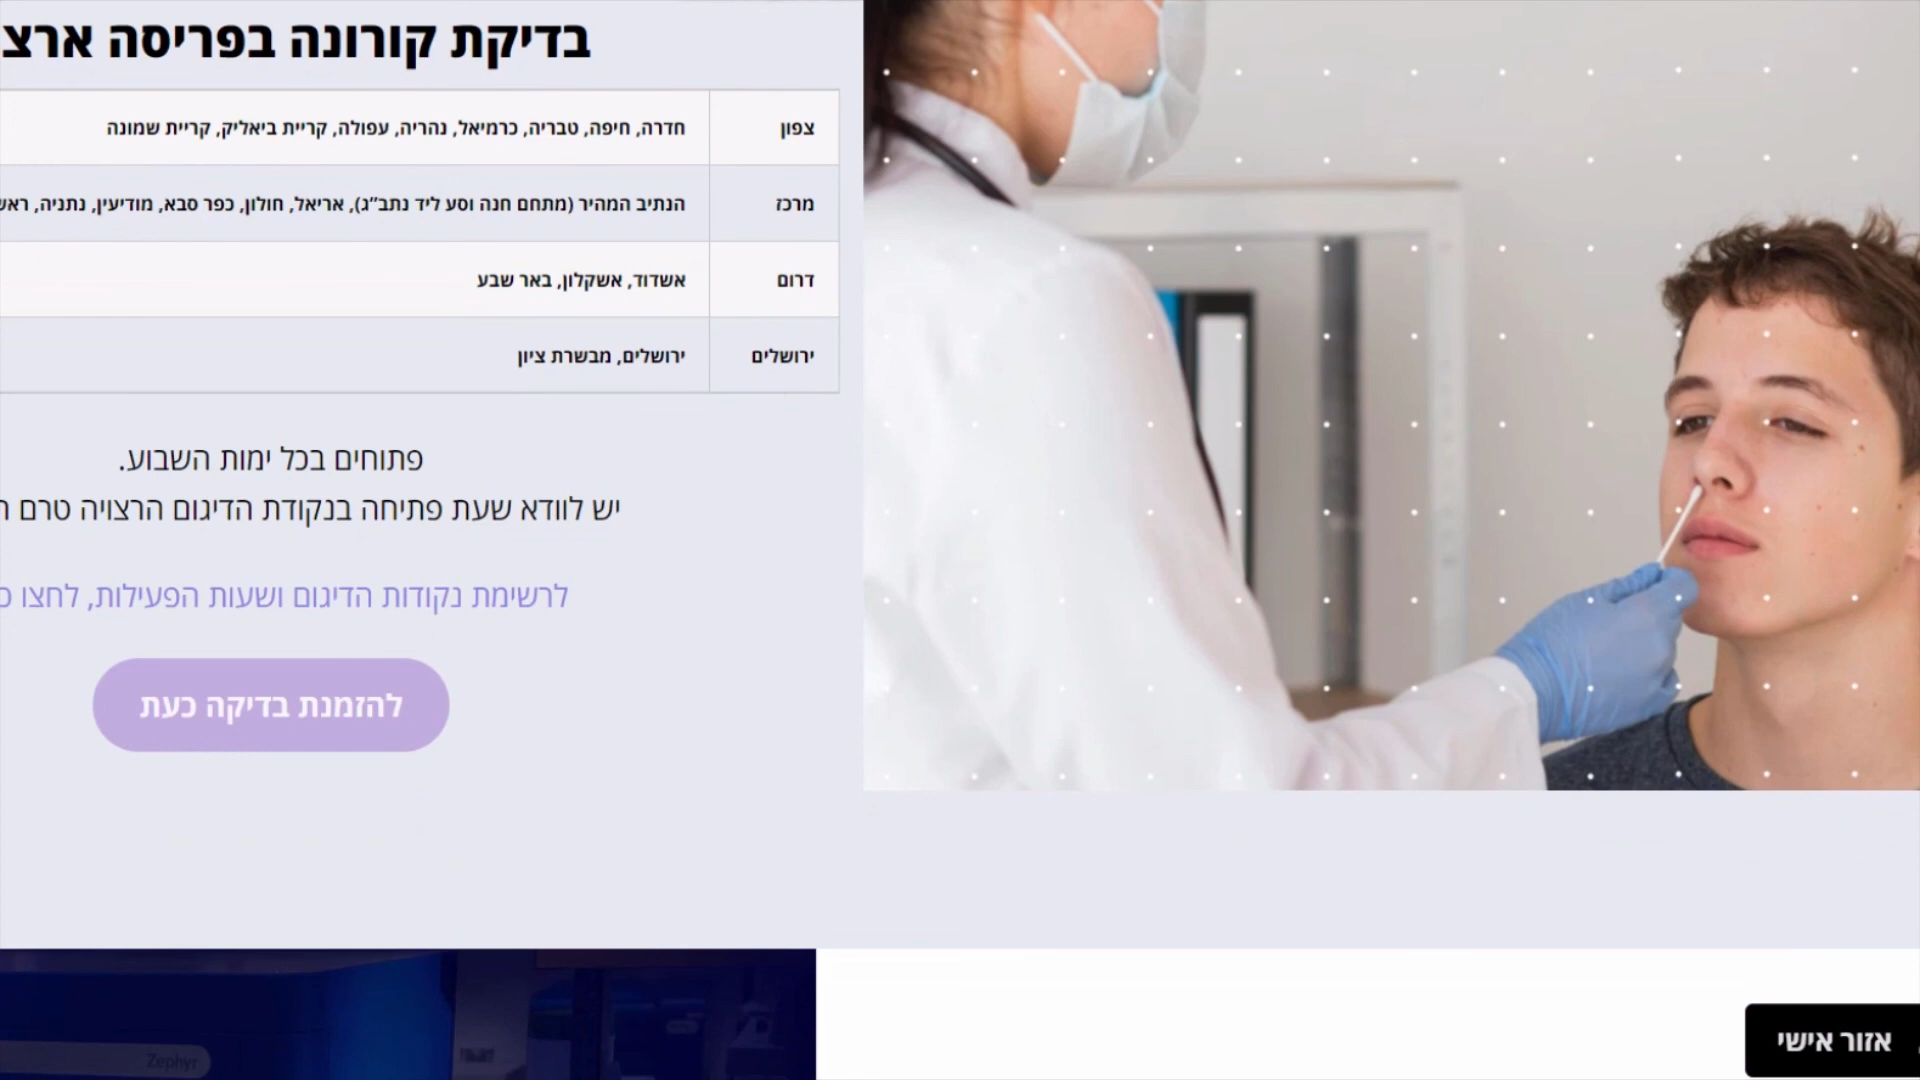 בדיקת קורונה בפריסה
צפון
חדרה, חיפה, טבריה, כרמיאל, נהריה, עפולה, קריית ביאליק, קריית שמונה
מרכז
הנתיב המהיר (מתחם חנה וסע ליד נתב"ג), אריאל, חולון, כפר סבא, מודיעין, נתניה,
דרום
אשדוד, אשקלון, באר שבע
ירושלים
ירושלים, מבשרת ציון
פתוחים בכל ימות השבוע.
יש לוודא שעת פתיחה בנקודת הדיגום הרצויה טרם
לרשימת נקודות הדיגום ושעות הפעילות, לחצו
להזמנת בדיקה כעת
Zephyr
אזור אישי